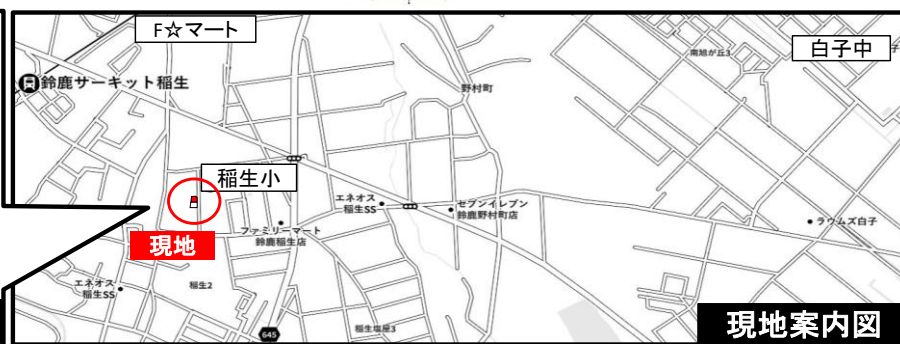 F☆マート
白子中
子
南旭が丘3
鈴鹿サーキット稲生
野村町
稲生小
エネオス
稲生SS
セブンイレブン
鈴鹿野村町店
ラウムズ白子
ファミリーマート
鈴鹿稲生店
現地
エネオス
稲生SS
稲生2
稲生塩屋3
645
現地案内図